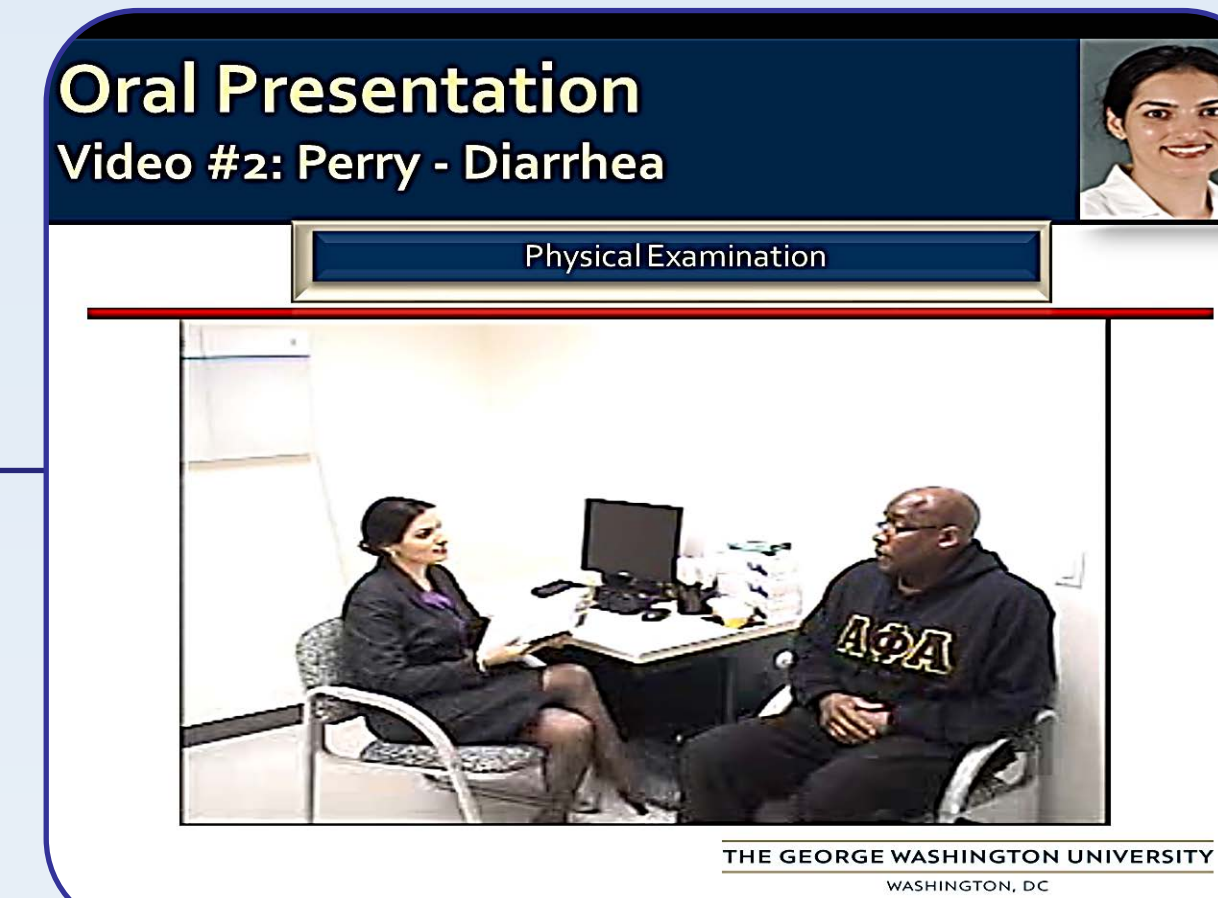 Oral Presentation
Video #2: Perry - Diarrhea
Physical Examination
ΑΦΑ
THE GEORGE WASHINGTON UNIVERSITY
WASHINGTON, DC